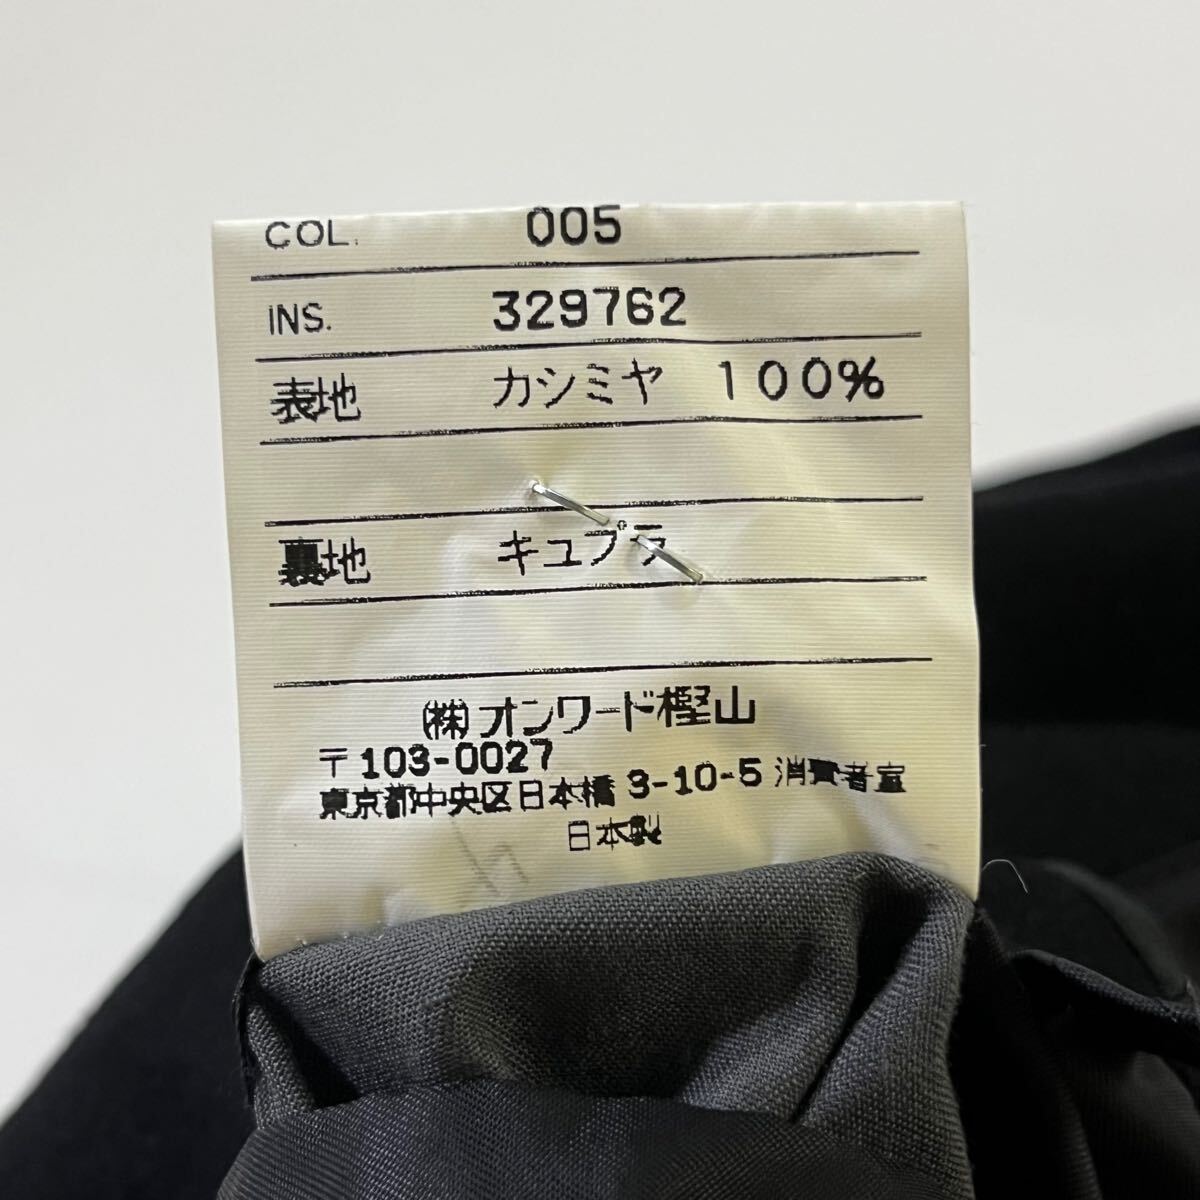 COL. 005
INS. 329762
表地 カシミヤ 100%
裏地 キュプラ
(株)オンワード樫山
〒103-0027
東京都中央区日本橋3-10-5消費者室
日本製